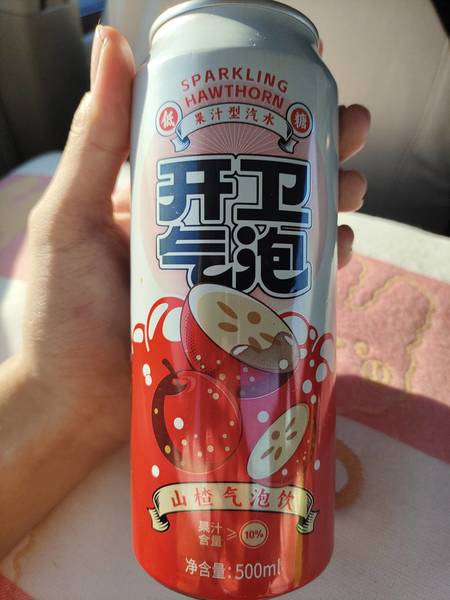 SPARKLING
HAWTHORN
低 果汁型汽水 糖
开卫
气泡
山楂气泡饮
果汁
含量 ≥ 10%
净含量: 500ml